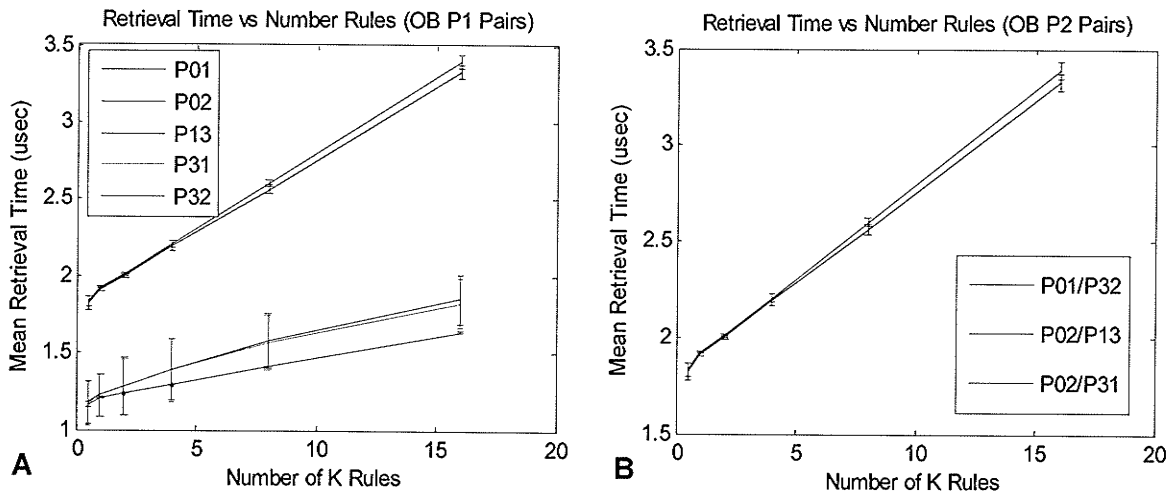 Retrieval Time vs Number Rules (OB P1 Pairs)
3.5
3
2.5
2
1.5
1
Mean Retrieval Time (usec)
P01
P02
P13
P31
P32
0 5 10 15 20
Number of K Rules
A
Retrieval Time vs Number Rules (OB P2 Pairs)
3.5
3
2.5
2
1.5
Mean Retrieval Time (usec)
P01/P32
P02/P13
P02/P31
0 5 10 15 20
Number of K Rules
B